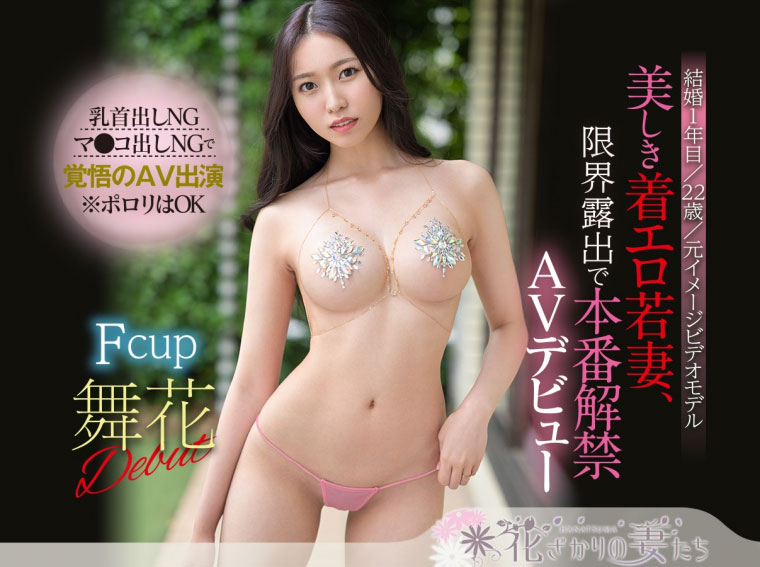 結婚1年目／22歳／元イメージビデオモデル
美しき着エロ若妻、
限界露出で本番解禁
AVデビュー
乳首出しNG
マ●コ出しNGで
覚悟のAV出演
※ポロリはOK
Fcup
舞花
Debut
HANATSUMA
花ざかりの妻たち